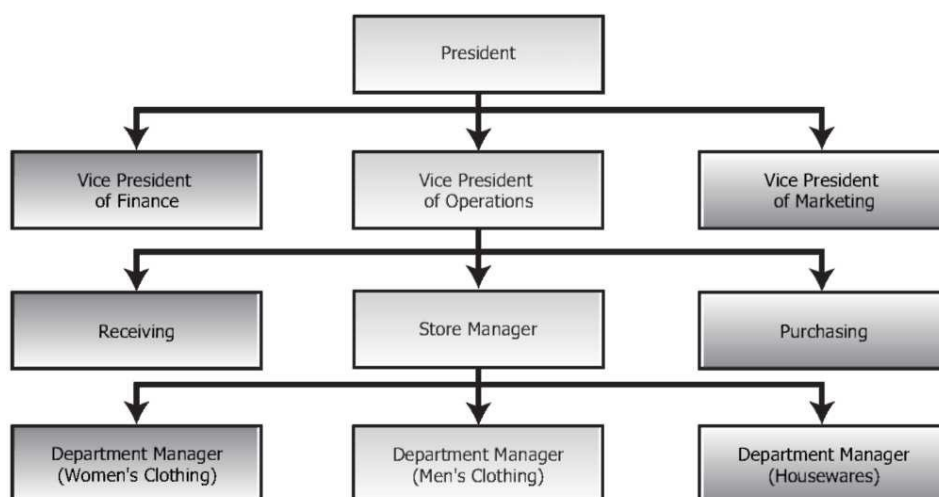 President
Vice President
of Finance
Vice President
of Operations
Vice President
of Marketing
Receiving
Store Manager
Purchasing
Department Manager
(Women's Clothing)
Department Manager
(Men's Clothing)
Department Manager
(Housewares)